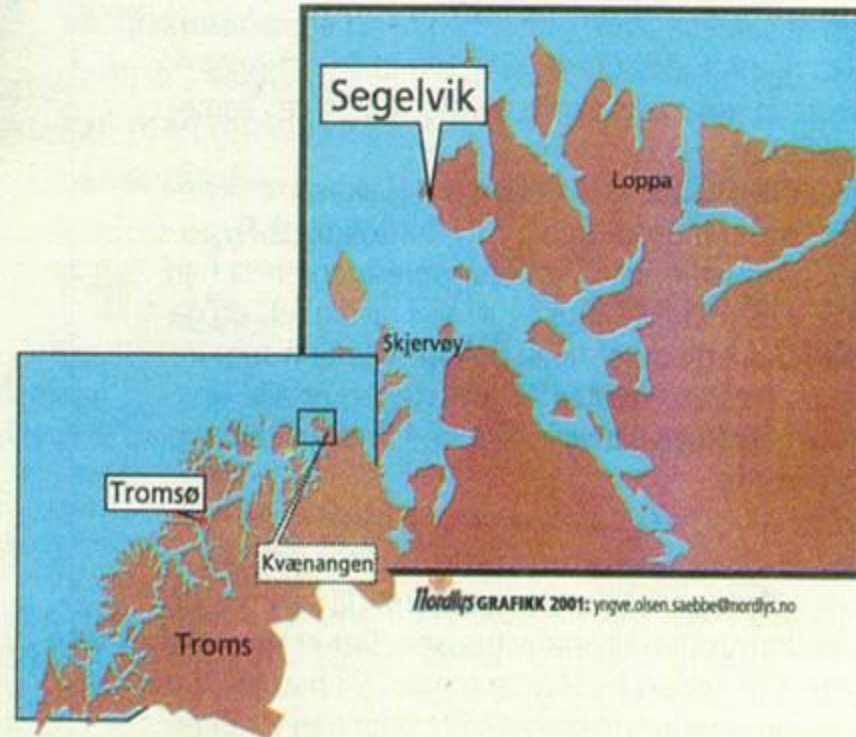 Segelvik
Loppa
Skjervøy
Tromsø
Kvænangen
Troms
Nordlys GRAFIKK 2001: yngve.olsen.saebbe@nordlys.no